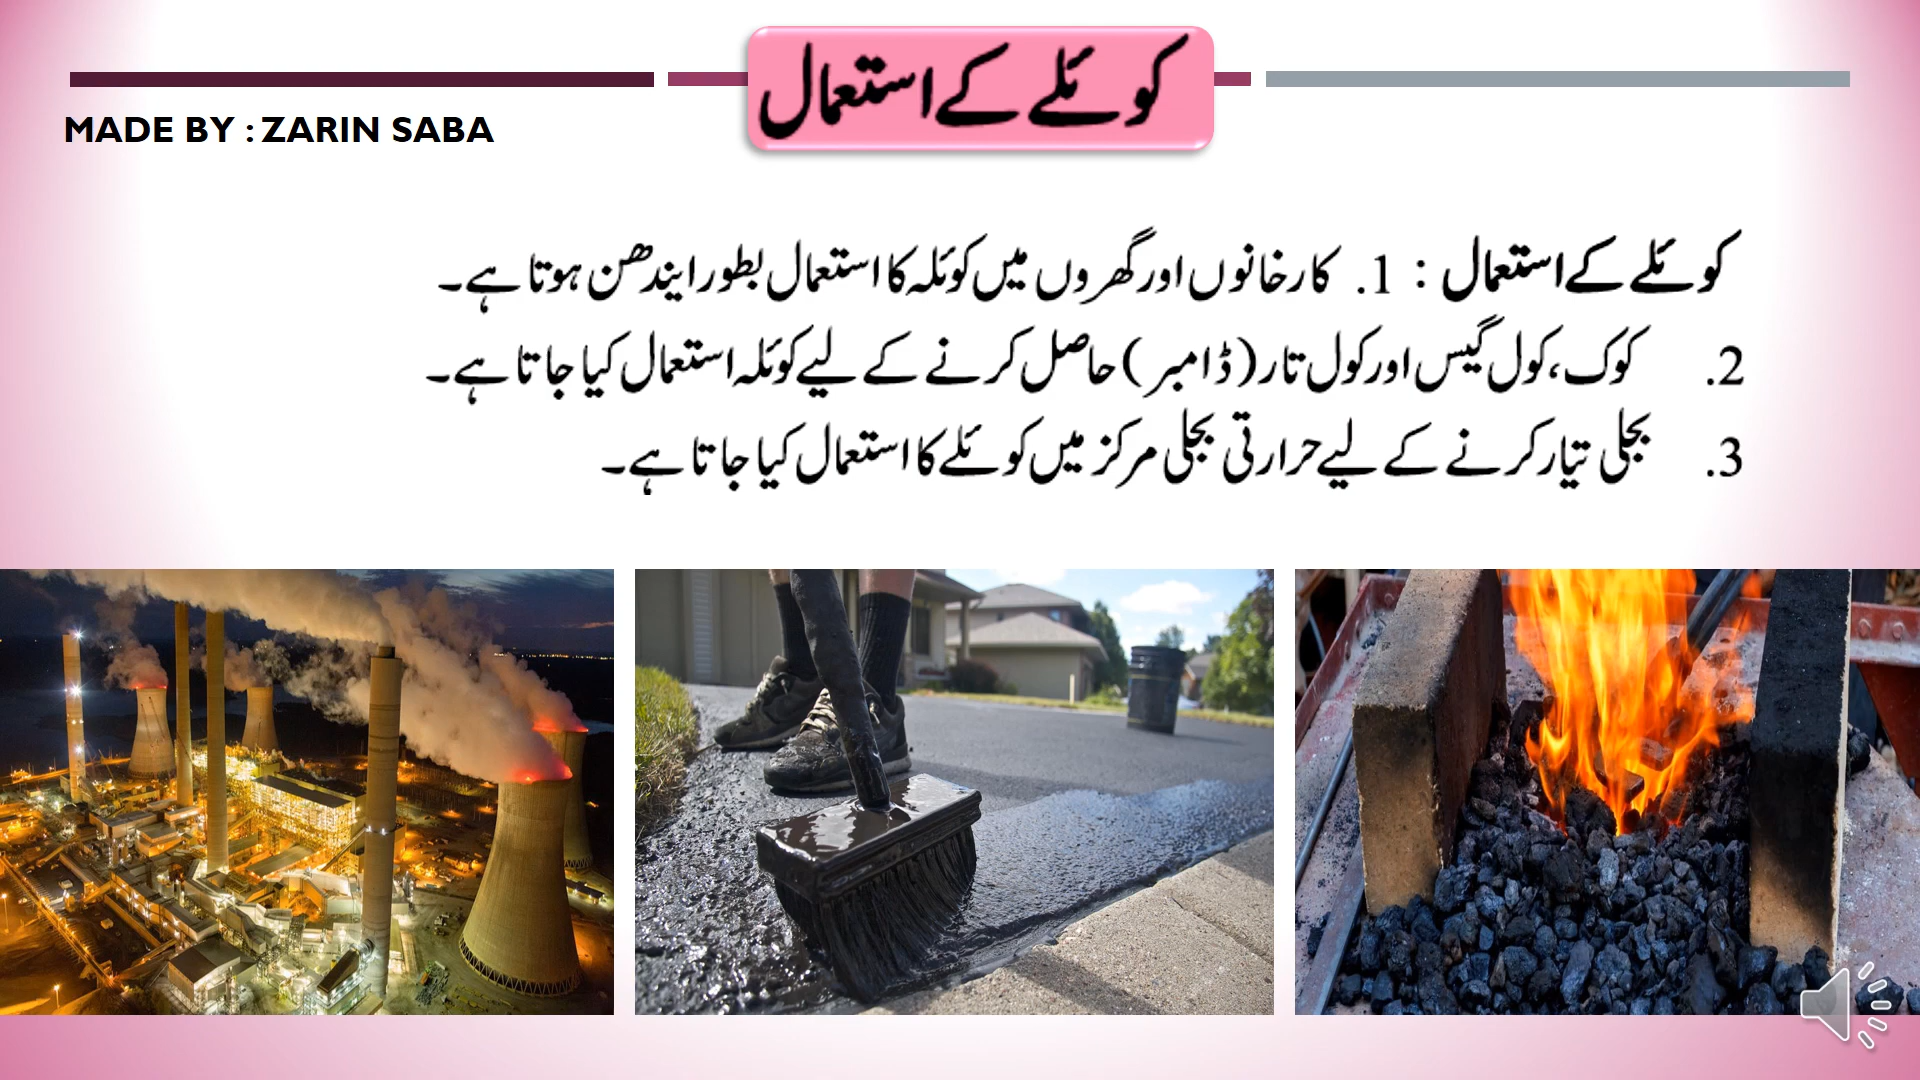 کوئلے کے استعمال
MADE BY : ZARIN SABA
کوئلے کے استعمال : 1. کارخانوں اور گھروں میں کوئلہ کا استعمال بطور ایندھن ہوتا ہے۔
2. کوک، کول گیس اور کول تار (ڈامبر) حاصل کرنے کے لیے کوئلہ استعمال کیا جاتا ہے۔
3. بجلی تیار کرنے کے لیے حرارتی بجلی مرکز میں کوئلے کا استعمال کیا جاتا ہے۔